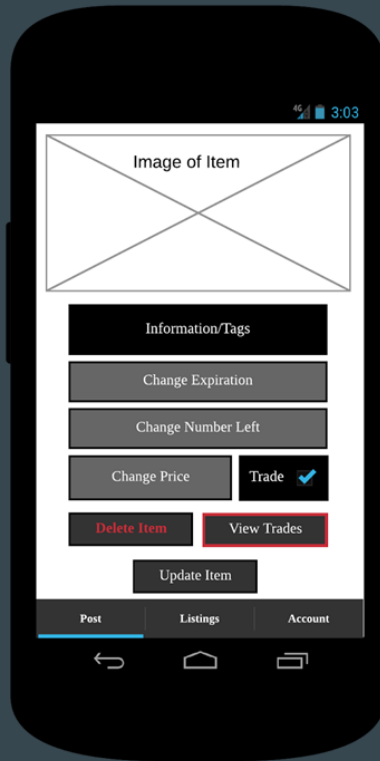 4G 3:03
Image of Item
Information/Tags
Change Expiration
Change Number Left
Change Price Trade
Delete Item View Trades
Update Item
Post Listings Account